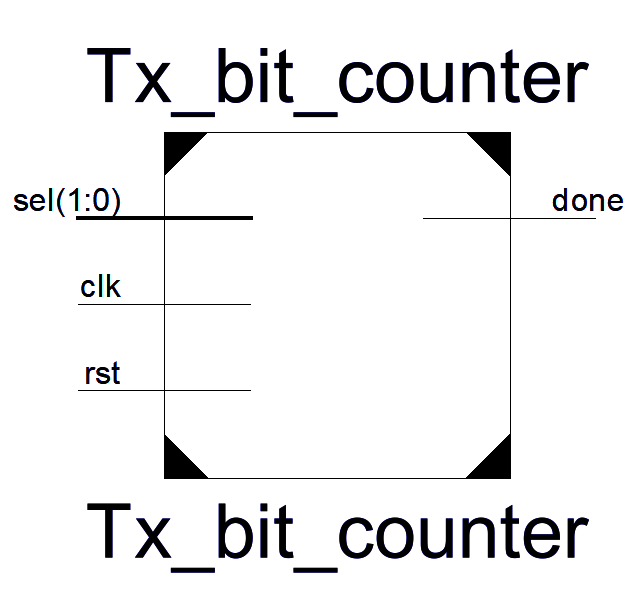 Tx_bit_counter
sel(1:0)
done
clk
rst
Tx_bit_counter